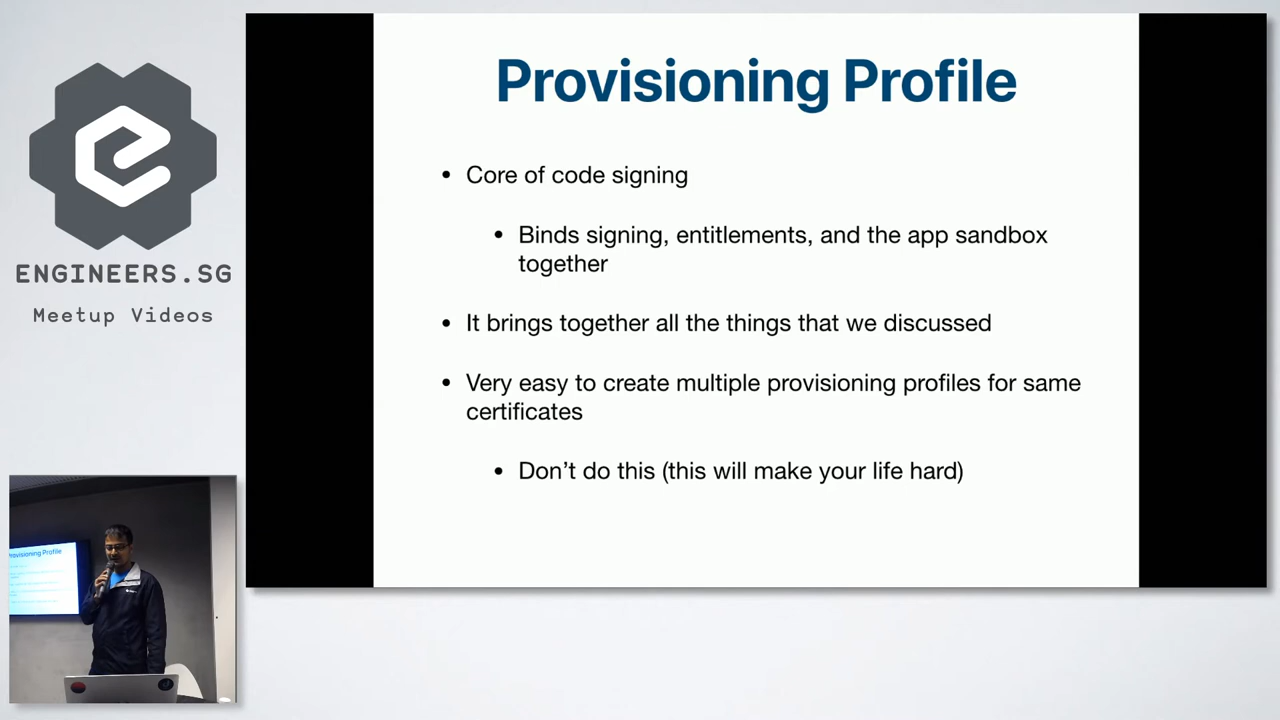 ENGINEERS.SG
Meetup Videos
Provisioning Profile
• Core of code signing
• Binds signing, entitlements, and the app sandbox
together
• It brings together all the things that we discussed
• Very easy to create multiple provisioning profiles for same
certificates
• Don’t do this (this will make your life hard)
Provisioning Profile